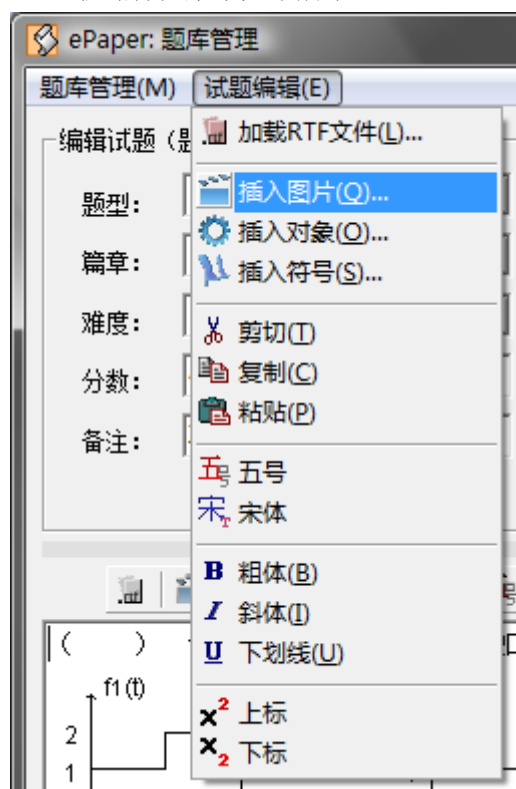 ePaper: 题库管理
题库管理(M) 试题编辑(E)
编辑试题
加载RTF文件(L)...
题型：
插入图片(Q)...
插入对象(O)...
篇章：
插入符号(S)...
难度：
剪切(T)
分数：
复制(C)
粘贴(P)
备注：
五号
宋体
粗体(B)
斜体(I)
( )
下划线(U)
f1(t)
上标
2
下标
1